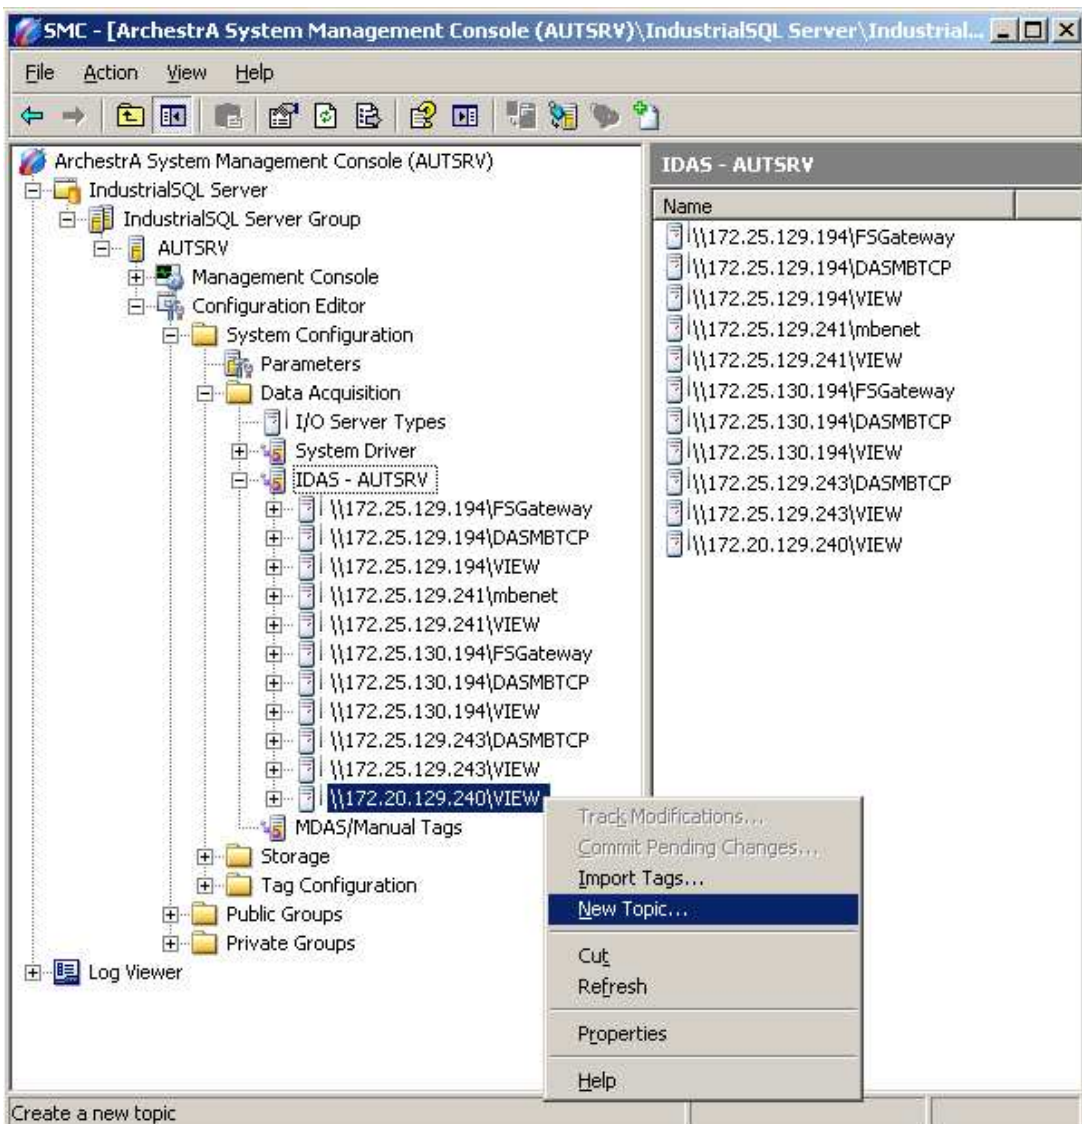 SMC - [ArchestrA System Management Console (AUTSRV)\IndustrialSQL Server\Industrial...
File Action View Help
ArchestrA System Management Console (AUTSRV)
IndustrialSQL Server
IndustrialSQL Server Group
AUTSRV
Management Console
Configuration Editor
System Configuration
Parameters
Data Acquisition
I/O Server Types
System Driver
IDAS - AUTSRV
\\172.25.129.194\FSGateway
\\172.25.129.194\DASMBTCP
\\172.25.129.194\VIEW
\\172.25.129.241\mbenet
\\172.25.129.241\VIEW
\\172.25.130.194\FSGateway
\\172.25.130.194\DASMBTCP
\\172.25.130.194\VIEW
\\172.25.129.243\DASMBTCP
\\172.25.129.243\VIEW
\\172.20.129.240\VIEW
MDAS/Manual Tags
Storage
Tag Configuration
Public Groups
Private Groups
Log Viewer
IDAS - AUTSRV
Name
\\172.25.129.194\FSGateway
\\172.25.129.194\DASMBTCP
\\172.25.129.194\VIEW
\\172.25.129.241\mbenet
\\172.25.129.241\VIEW
\\172.25.130.194\FSGateway
\\172.25.130.194\DASMBTCP
\\172.25.130.194\VIEW
\\172.25.129.243\DASMBTCP
\\172.25.129.243\VIEW
\\172.20.129.240\VIEW
Track Modifications...
Commit Pending Changes...
Import Tags...
New Topic...
Cut
Refresh
Properties
Help
Create a new topic